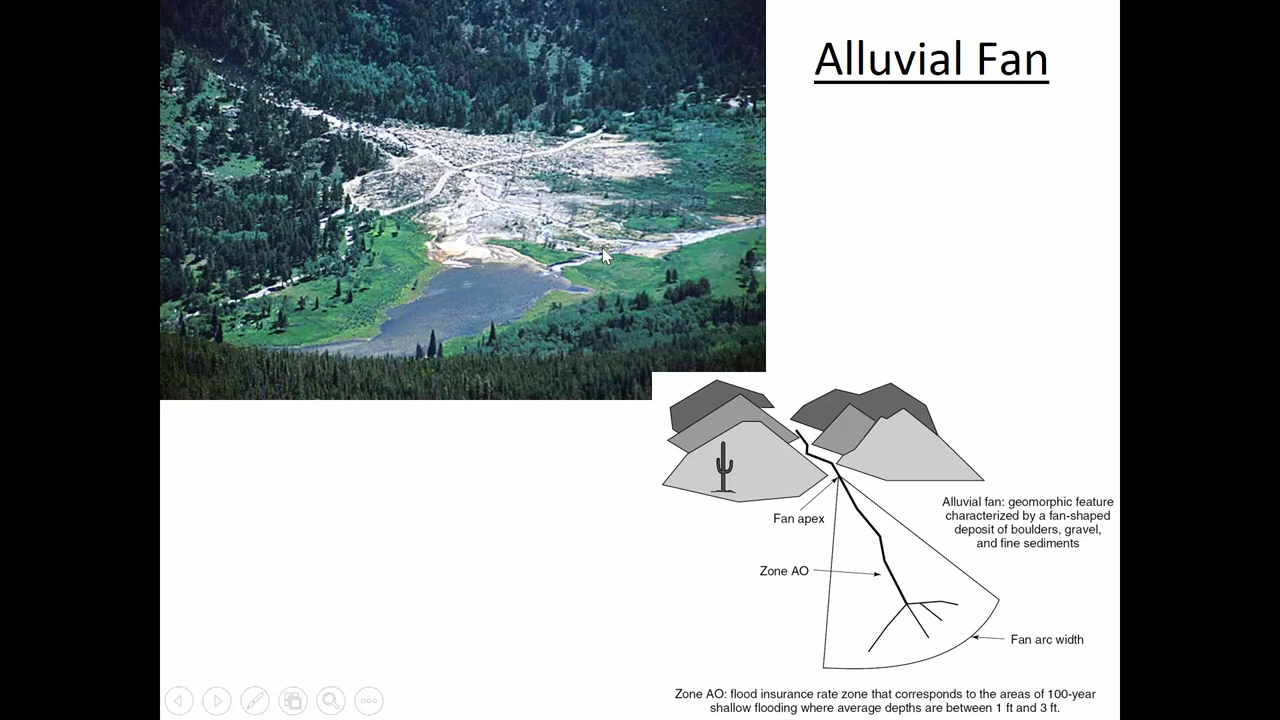 Alluvial Fan
Alluvial fan: geomorphic feature
characterized by a fan-shaped
deposit of boulders, gravel,
and fine sediments
Fan apex
Zone AO
Fan arc width
Zone AO: flood insurance rate zone that corresponds to the areas of 100-year
shallow flooding where average depths are between 1 ft and 3 ft.